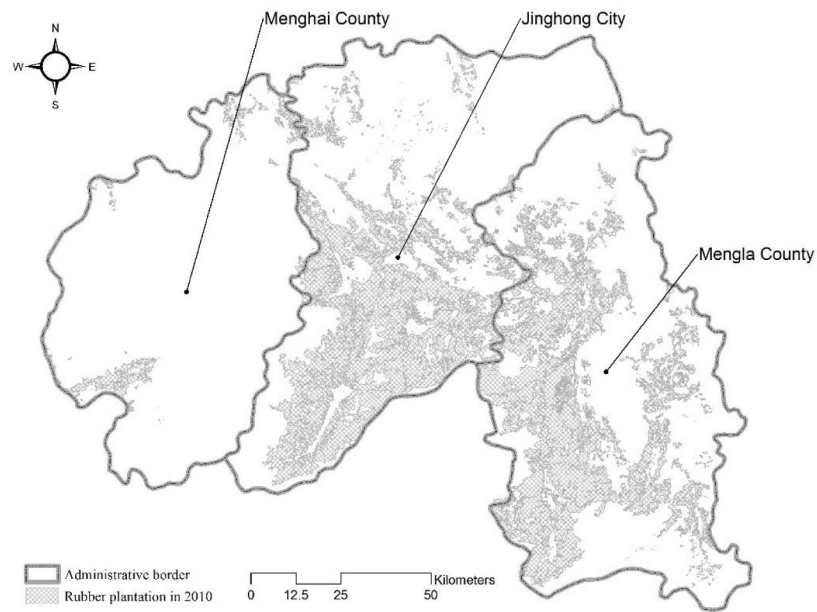 Menghai County
Jinghong City
N
W
E
S
Mengla County
Administrative border
Rubber plantation in 2010
Kilometers
0 12.5 25 50